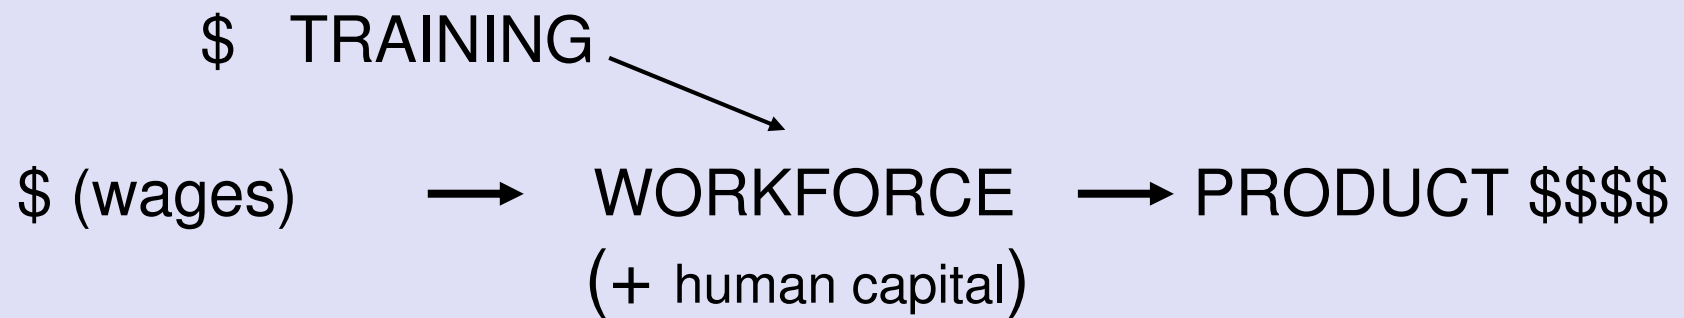 $ TRAINING
$ (wages) WORKFORCE PRODUCT $$$$
(+ human capital)